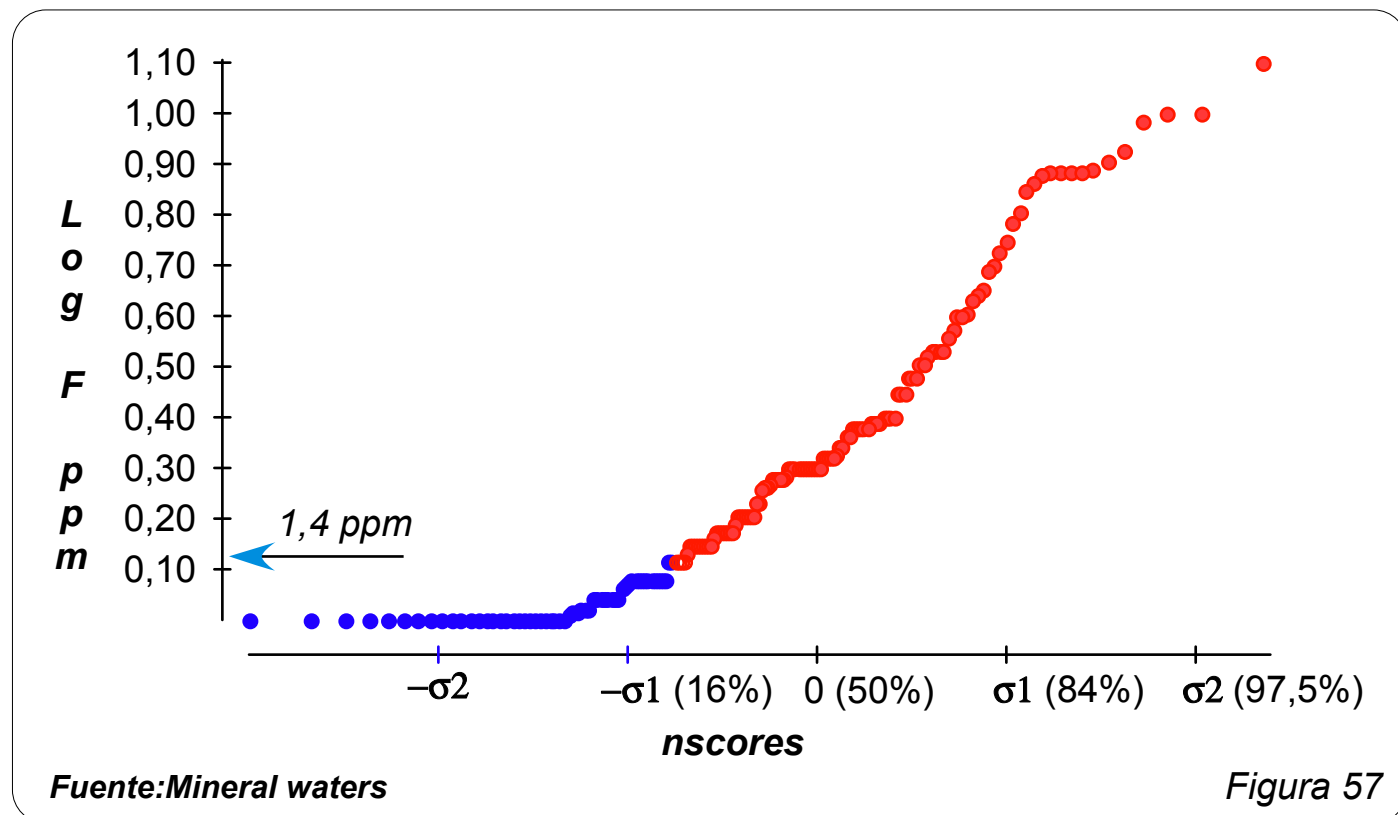 1,10
1,00
0,90
0,80
0,70
0,60
0,50
0,40
0,30
0,20
0,10
Log F ppm
1,4 ppm
−σ2
−σ1 (16%)
0 (50%)
σ1 (84%)
σ2 (97,5%)
nscores
Fuente:Mineral waters
Figura 57